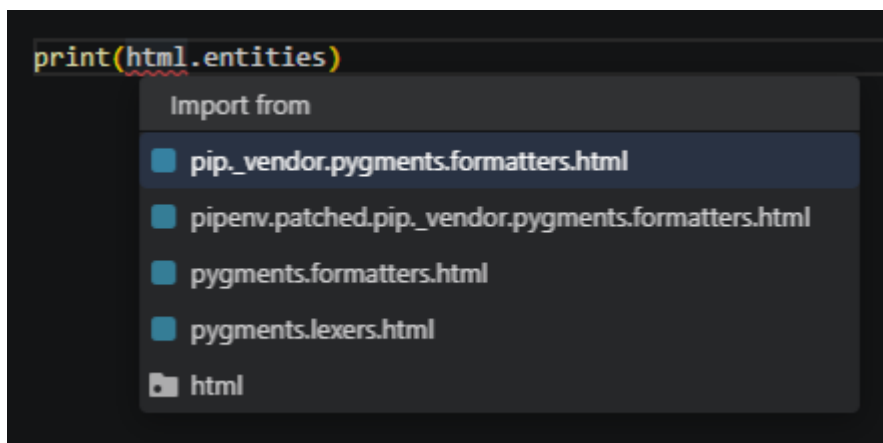 print(html.entities)
Import from
pip._vendor.pygments.formatters.html
pipenv.patched.pip._vendor.pygments.formatters.html
pygments.formatters.html
pygments.lexers.html
html